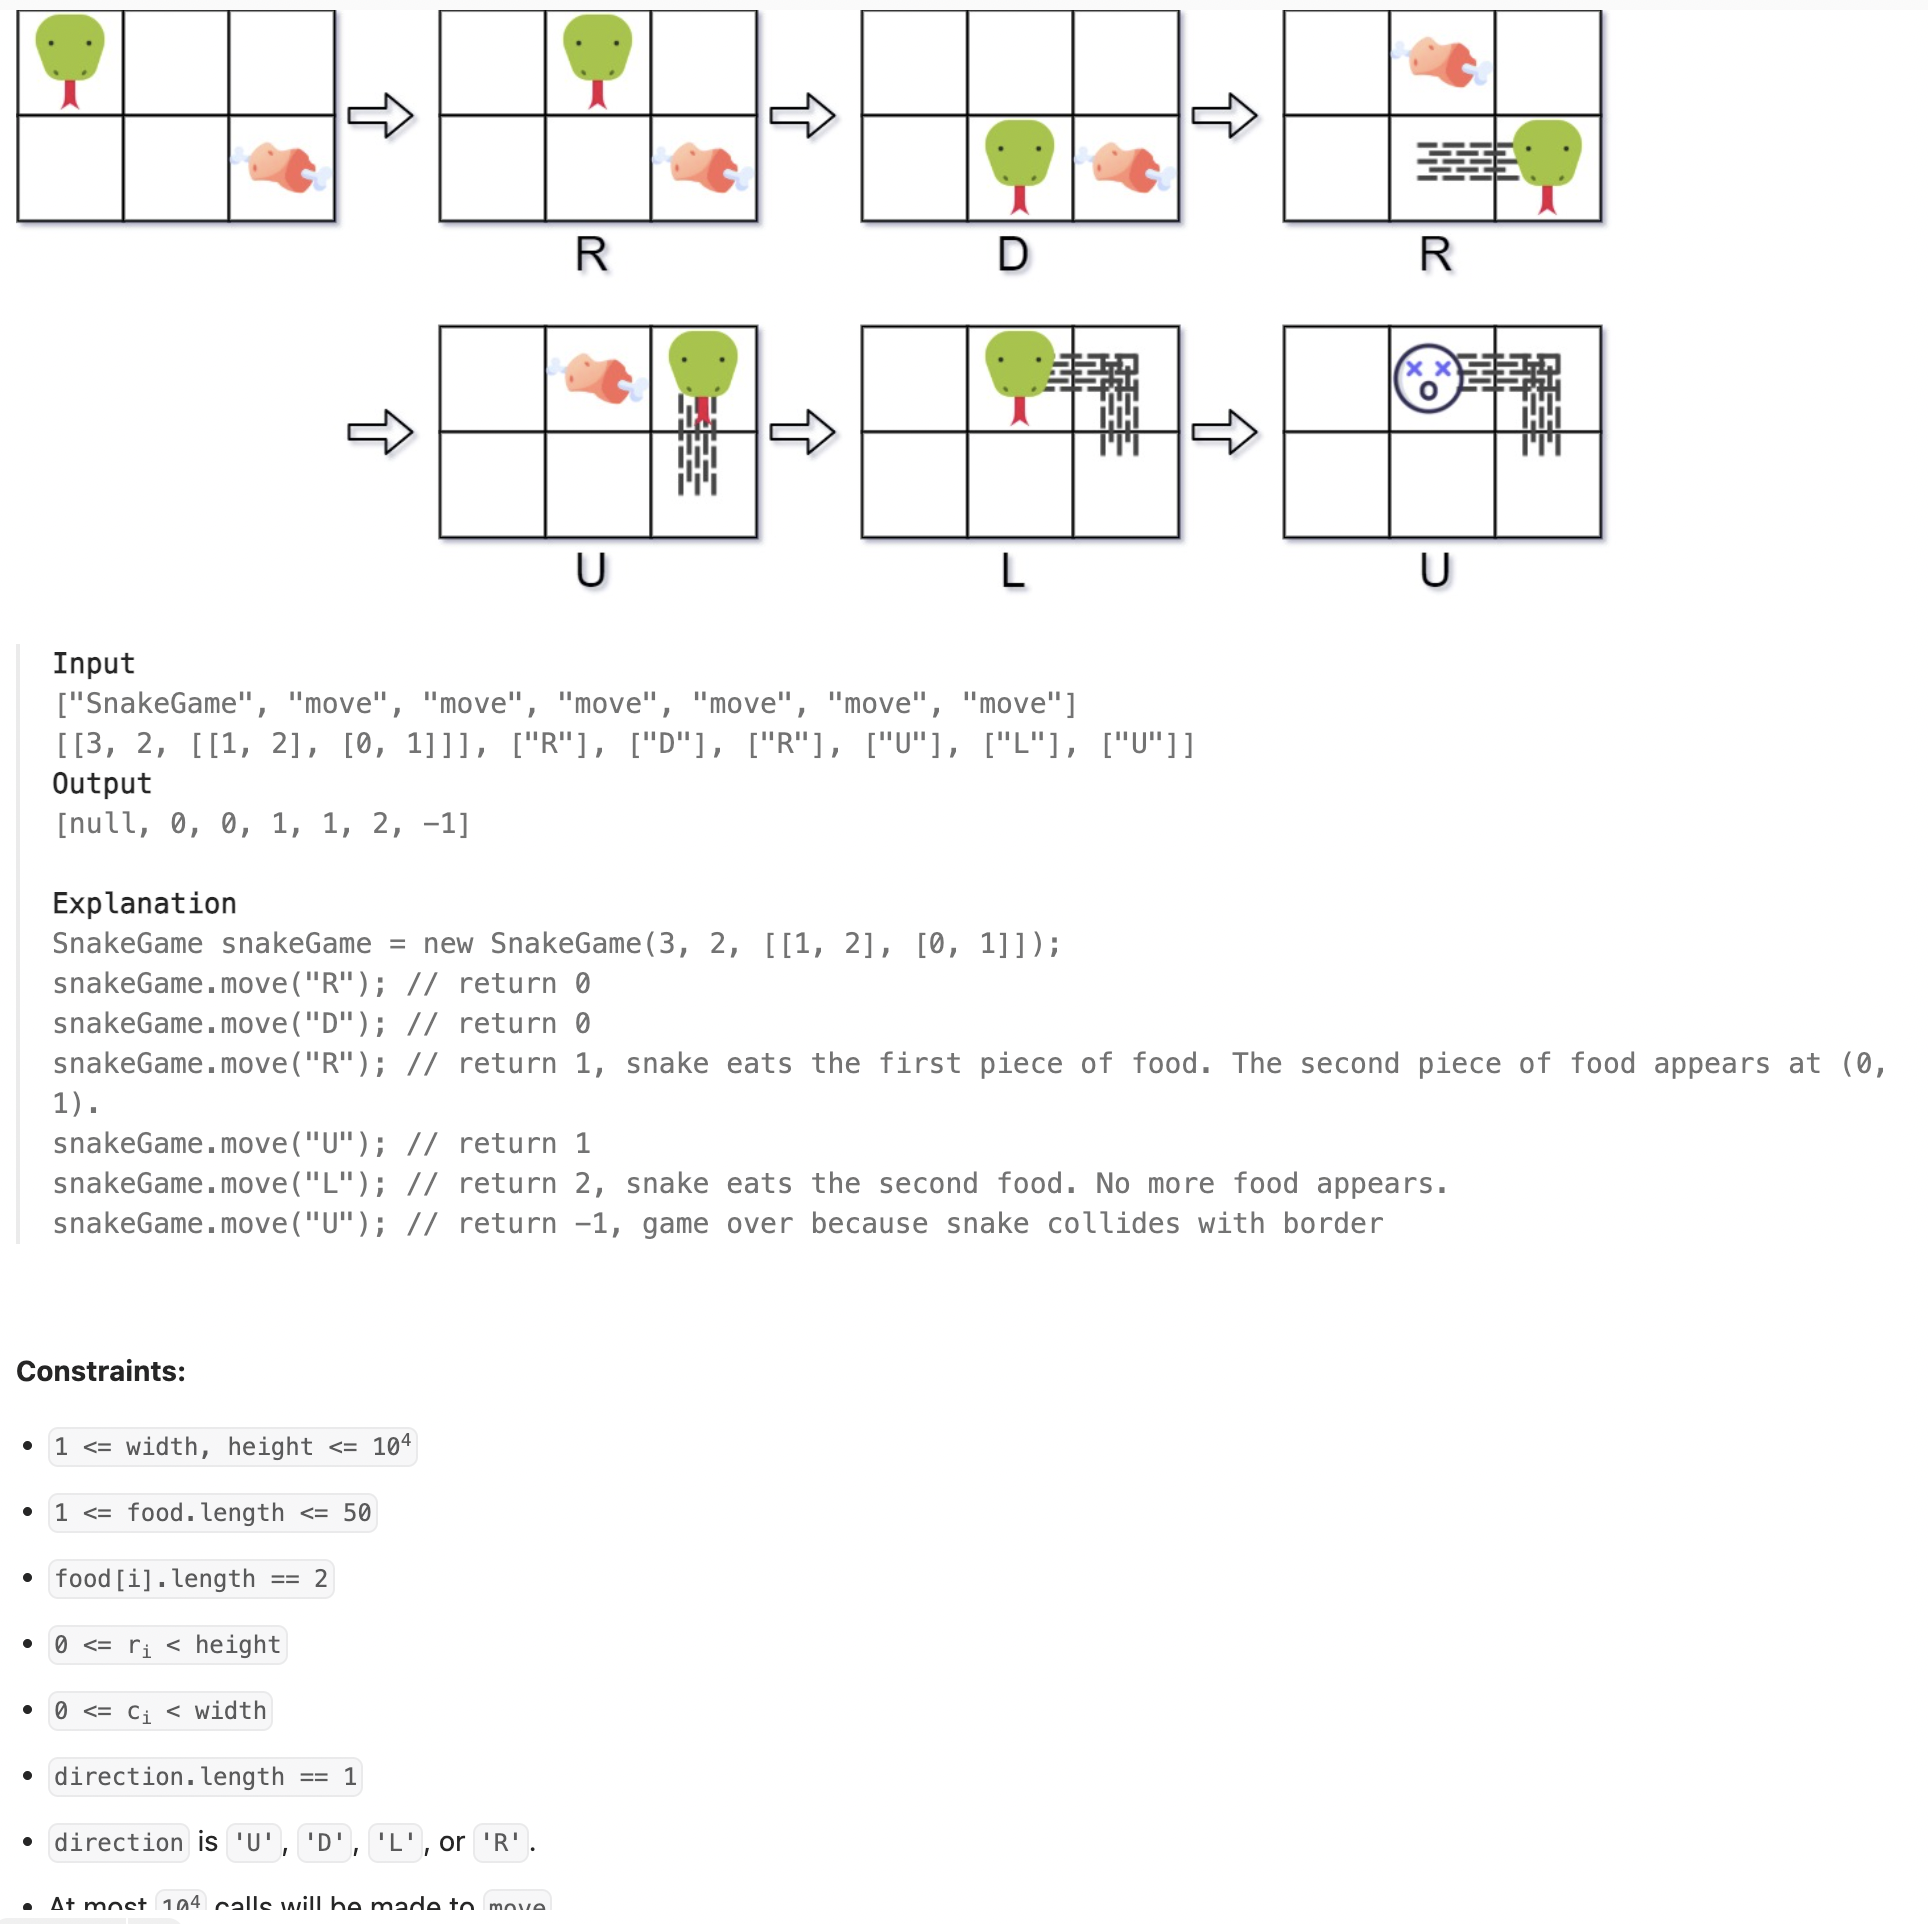 R
D
R
U
L
U
Input
["SnakeGame", "move", "move", "move", "move", "move", "move"]
[[3, 2, [[1, 2], [0, 1]]], ["R"], ["D"], ["R"], ["U"], ["L"], ["U"]]
Output
[null, 0, 0, 1, 1, 2, -1]
Explanation
SnakeGame snakeGame = new SnakeGame(3, 2, [[1, 2], [0, 1]]);
snakeGame.move("R"); // return 0
snakeGame.move("D"); // return 0
snakeGame.move("R"); // return 1, snake eats the first piece of food. The second piece of food appears at (0,
1).
snakeGame.move("U"); // return 1
snakeGame.move("L"); // return 2, snake eats the second food. No more food appears.
snakeGame.move("U"); // return -1, game over because snake collides with border
Constraints:
• 1 <= width, height <= 10⁴
• 1 <= food.length <= 50
• food[i].length == 2
• 0 <= rᵢ < height
• 0 <= cᵢ < width
• direction.length == 1
• direction is 'U', 'D', 'L', or 'R'.
• At most 10⁴ calls will be made to move